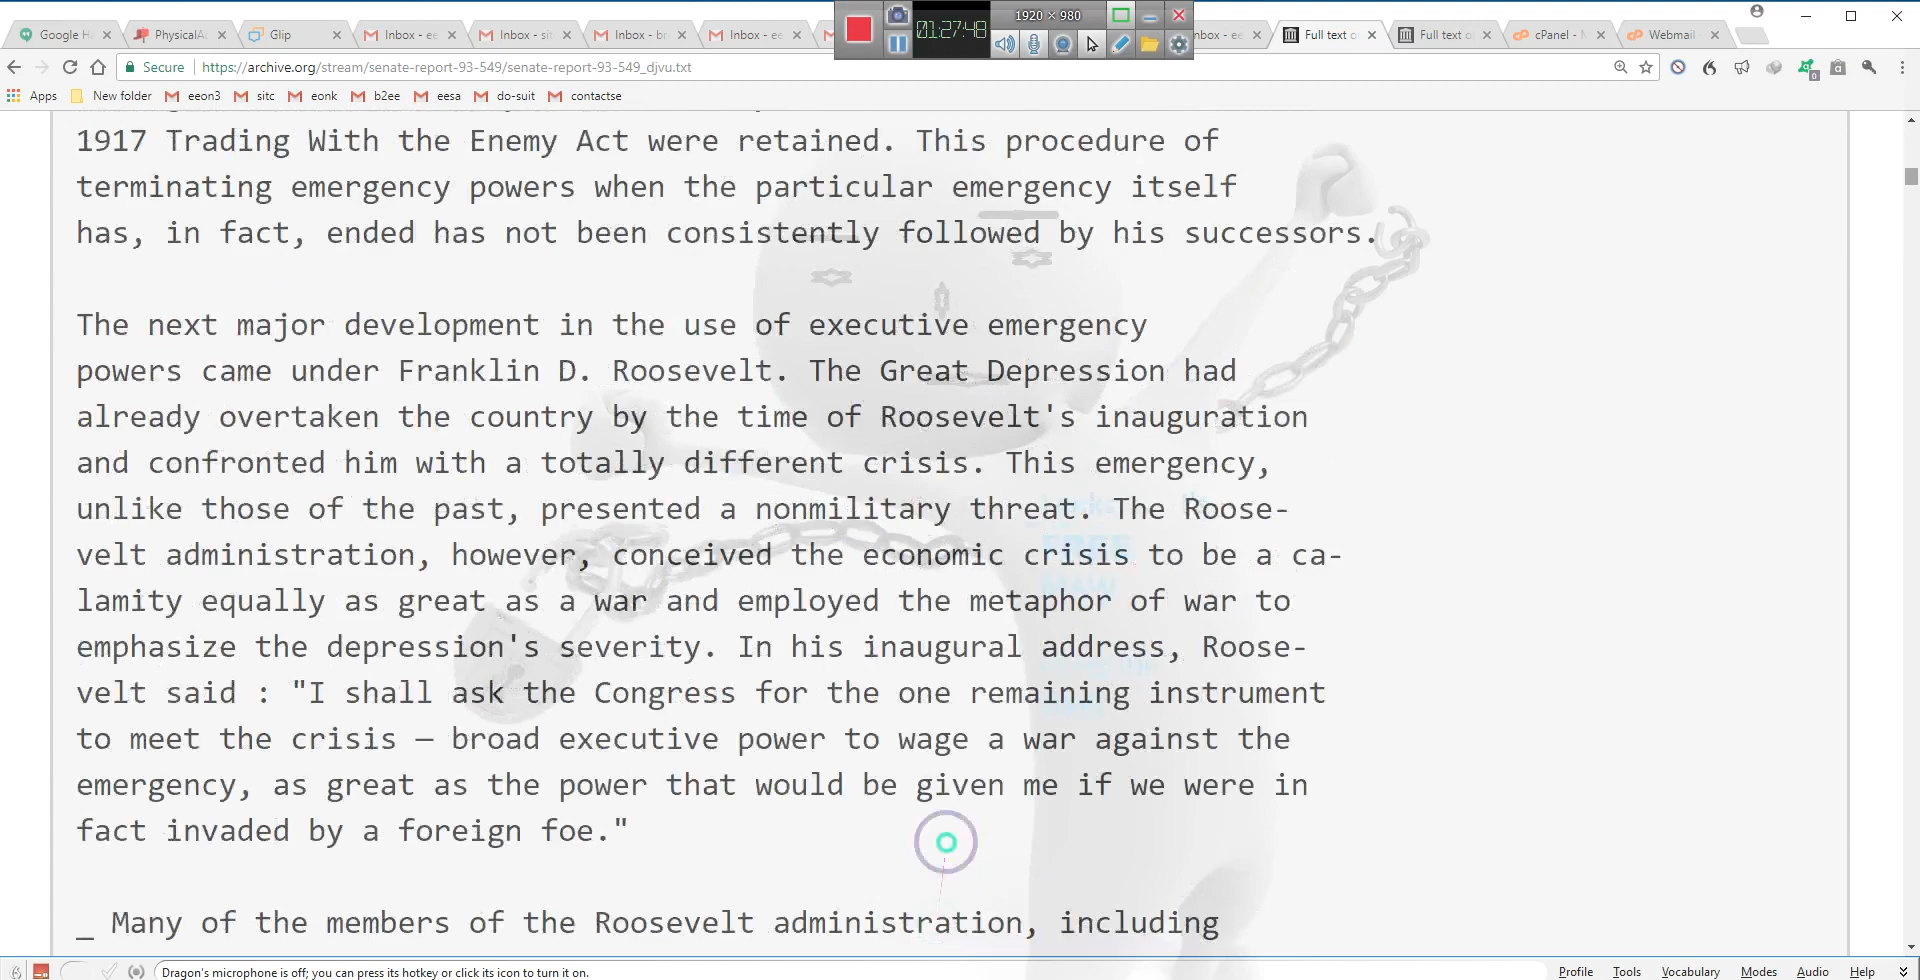 Google H
PhysicalA
Glip
Inbox - ee
Inbox - sit
Inbox - br
Inbox - ee
nbox - ee
Full text o
Full text o
cPanel - M
Webmail -
01:27:48
1920 × 980
Secure
https://archive.org/stream/senate-report-93-549/senate-report-93-549_djvu.txt
Apps
New folder
eeon3
sitc
eonk
b2ee
eesa
do-suit
contactse
1917 Trading With the Enemy Act were retained. This procedure of
terminating emergency powers when the particular emergency itself
has, in fact, ended has not been consistently followed by his successors.
The next major development in the use of executive emergency
powers came under Franklin D. Roosevelt. The Great Depression had
already overtaken the country by the time of Roosevelt's inauguration
and confronted him with a totally different crisis. This emergency,
unlike those of the past, presented a nonmilitary threat. The Roose-
velt administration, however, conceived the economic crisis to be a ca-
lamity equally as great as a war and employed the metaphor of war to
emphasize the depression's severity. In his inaugural address, Roose-
velt said : "I shall ask the Congress for the one remaining instrument
to meet the crisis — broad executive power to wage a war against the
emergency, as great as the power that would be given me if we were in
fact invaded by a foreign foe."
_ Many of the members of the Roosevelt administration, including
FREE
Dragon's microphone is off; you can press its hotkey or click its icon to turn it on.
Profile
Tools
Vocabulary
Modes
Audio
Help